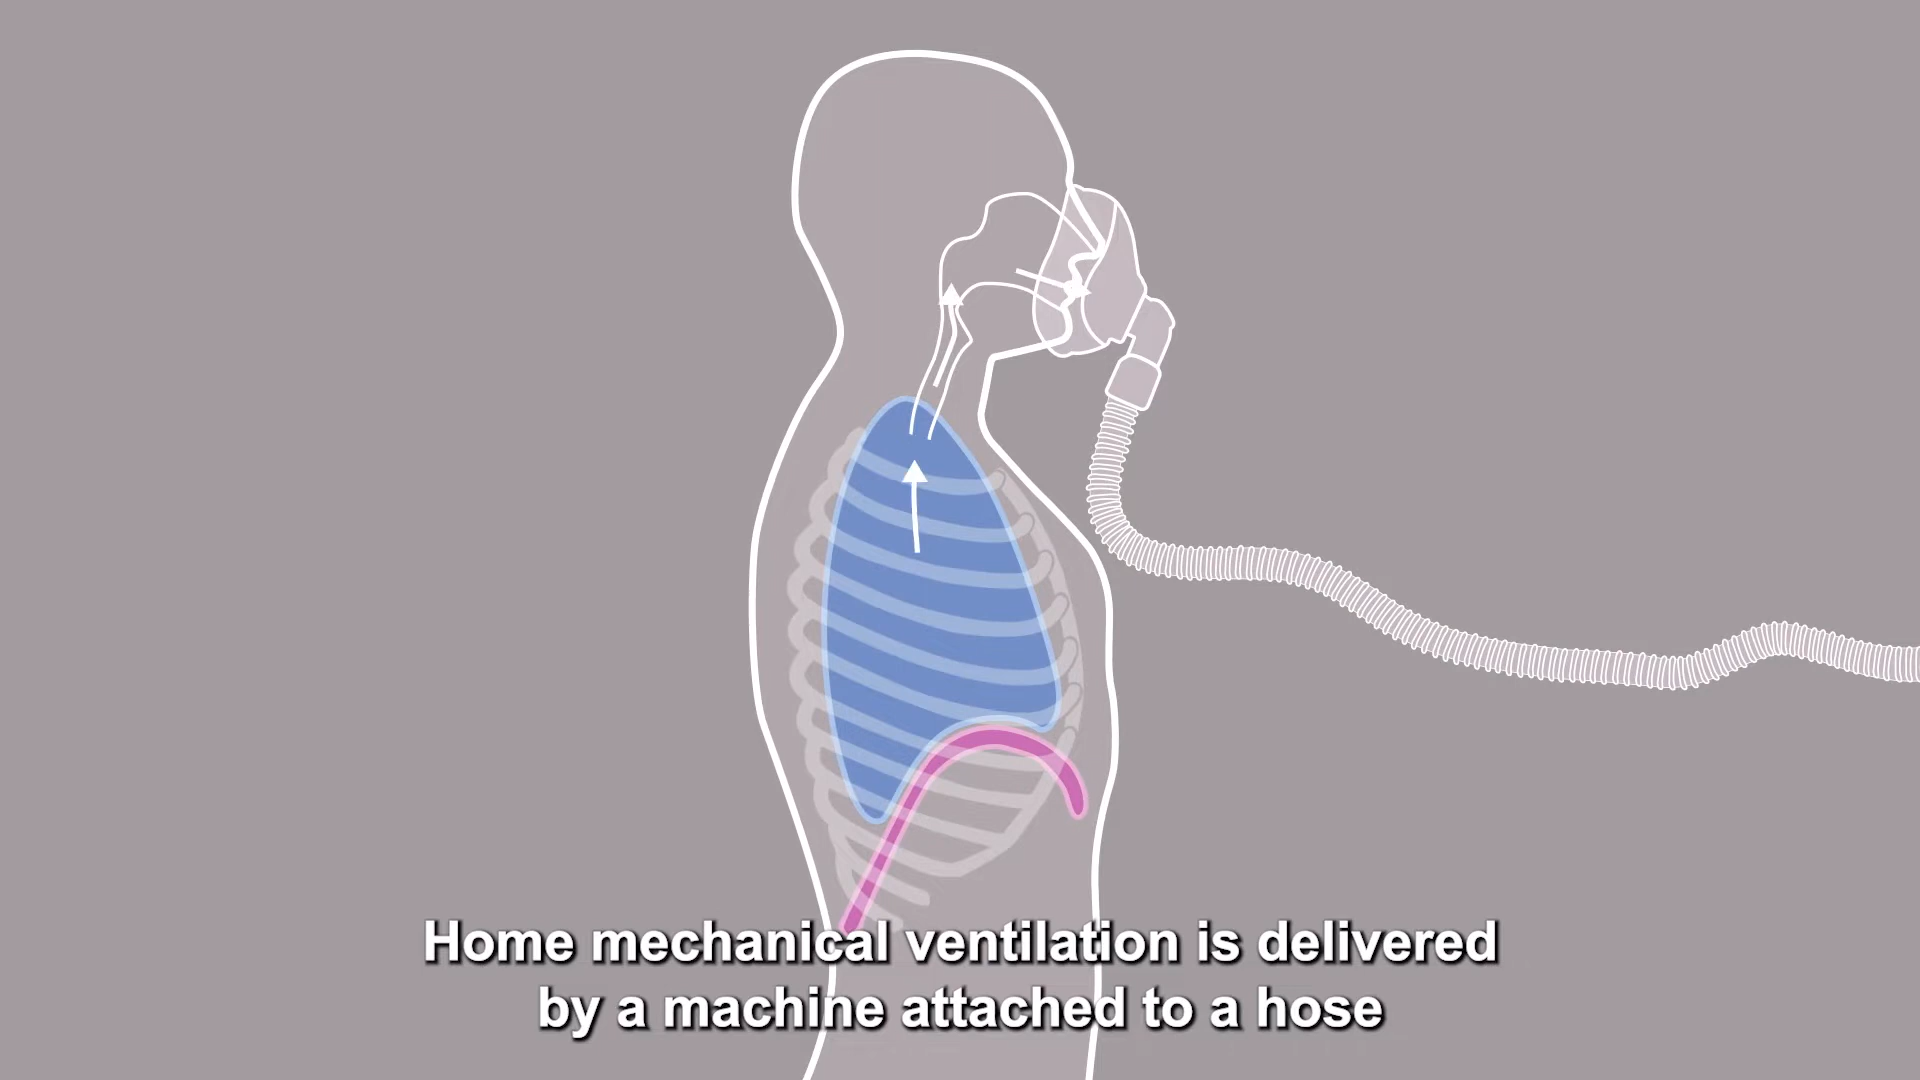 Home mechanical ventilation is delivered
by a machine attached to a hose